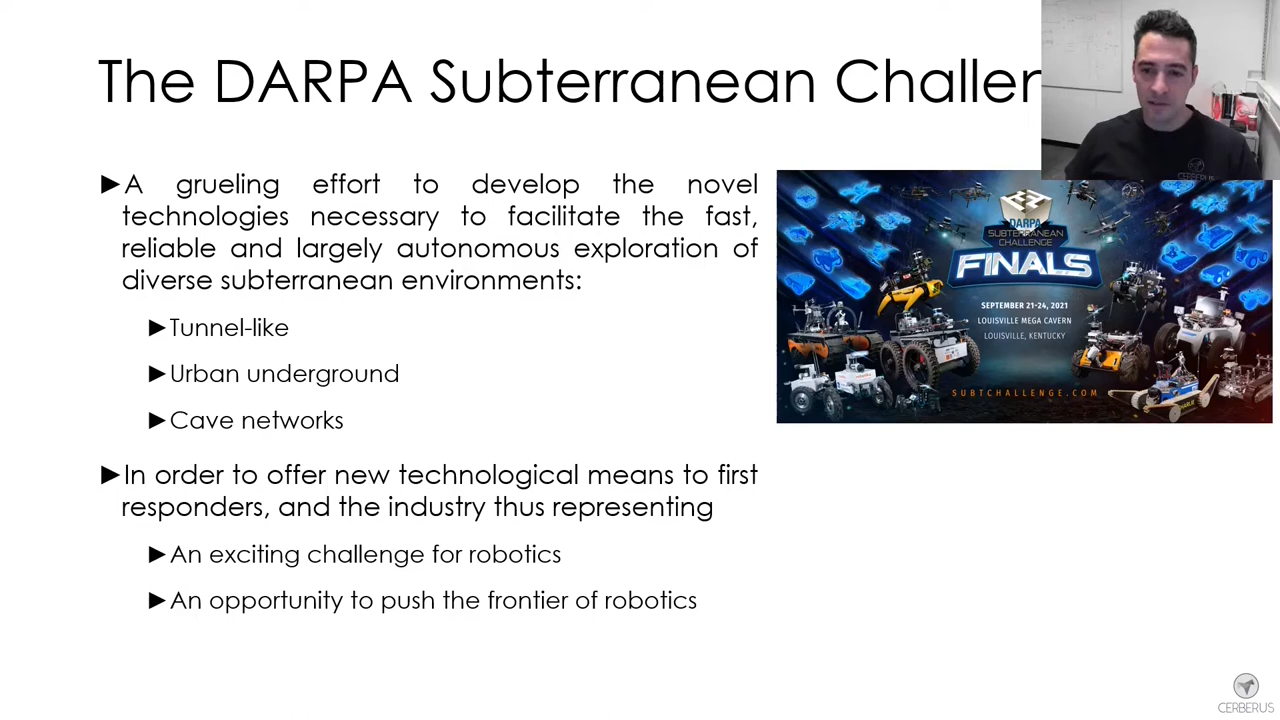 The DARPA Subterranean Challen
►A grueling effort to develop the novel
technologies necessary to facilitate the fast,
reliable and largely autonomous exploration of
diverse subterranean environments:
►Tunnel-like
►Urban underground
►Cave networks
►In order to offer new technological means to first
responders, and the industry thus representing
►An exciting challenge for robotics
►An opportunity to push the frontier of robotics
DARPA
SUBTERRANEAN
CHALLENGE
FINALS
SEPTEMBER 21-24, 2021
LOUISVILLE MEGA CAVERN
LOUISVILLE, KENTUCKY
SUBTCHALLENGE.COM
CERBERUS